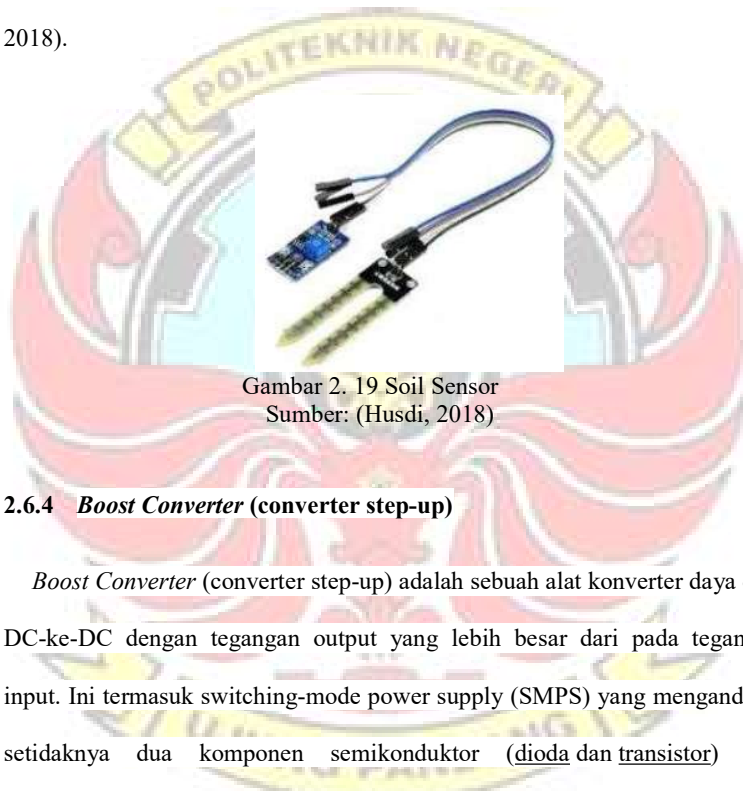 2018).
POLITEKNIK NEGERI
Gambar 2. 19 Soil Sensor
Sumber: (Husdi, 2018)
2.6.4 Boost Converter (converter step-up)
Boost Converter (converter step-up) adalah sebuah alat konverter daya
DC-ke-DC dengan tegangan output yang lebih besar dari pada tegan
input. Ini termasuk switching-mode power supply (SMPS) yang mengand
setidaknya dua komponen semikonduktor (dioda dan transistor)